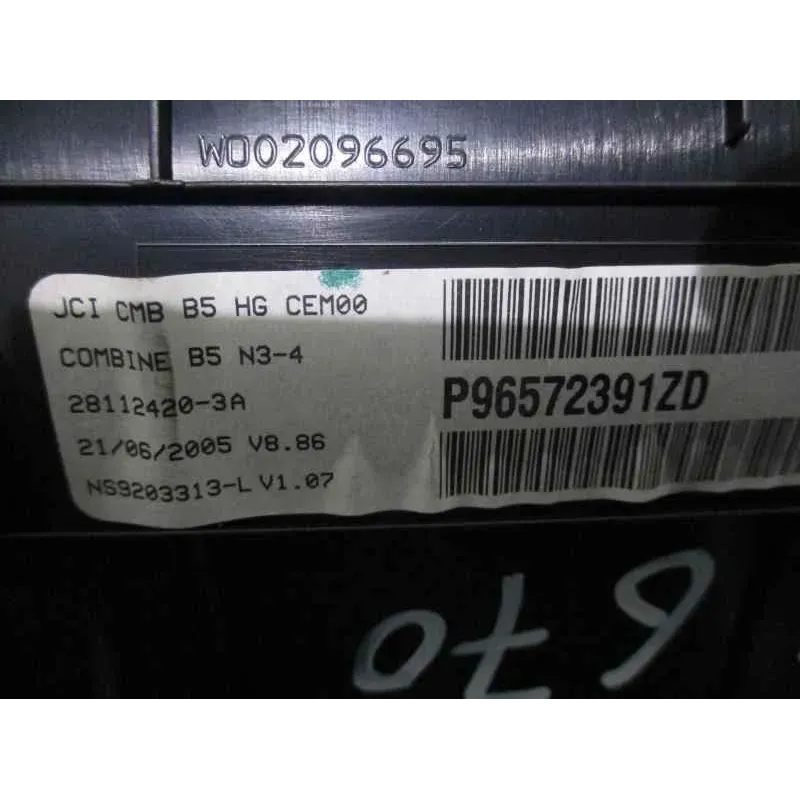 W002096695
JCI CMB B5 HG CEM00
COMBINE B5 N3-4
28112420-3A
21/06/2005 V8.86
NS9203313-L V1.07
P96572391ZD
670